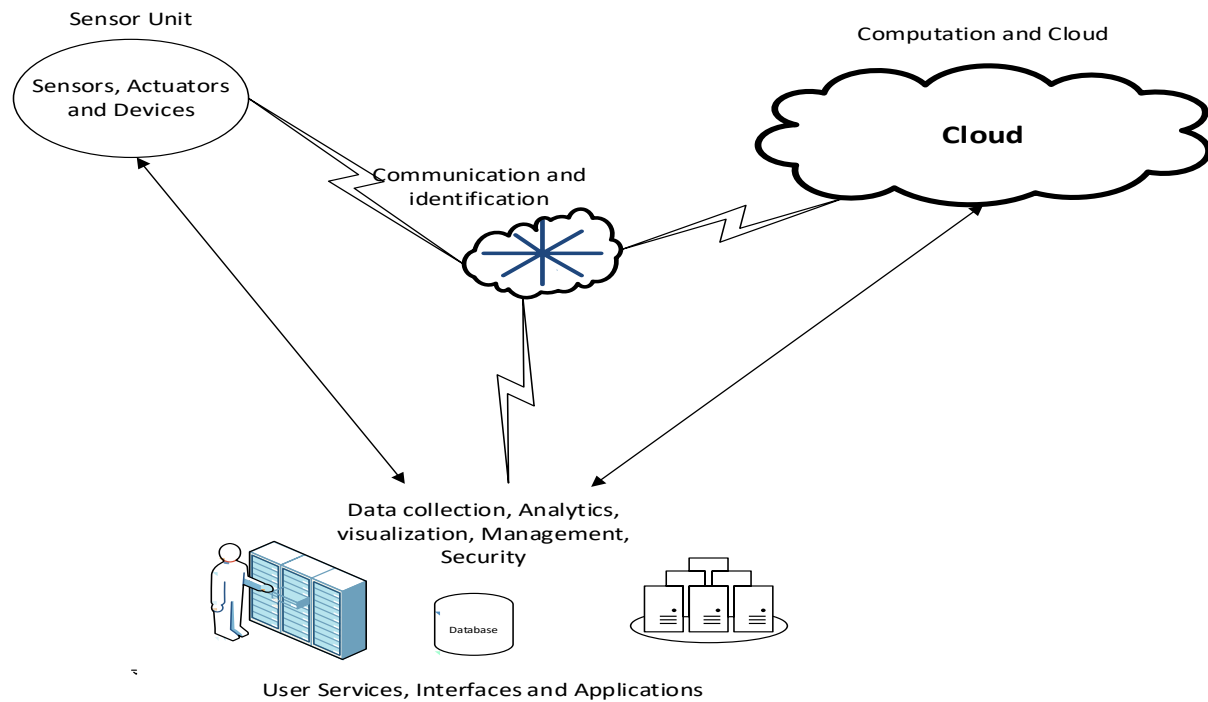 Sensor Unit
Computation and Cloud
Sensors, Actuators
and Devices
Cloud
Communication and
identification
Data collection, Analytics,
visualization, Management,
Security
Database
User Services, Interfaces and Applications